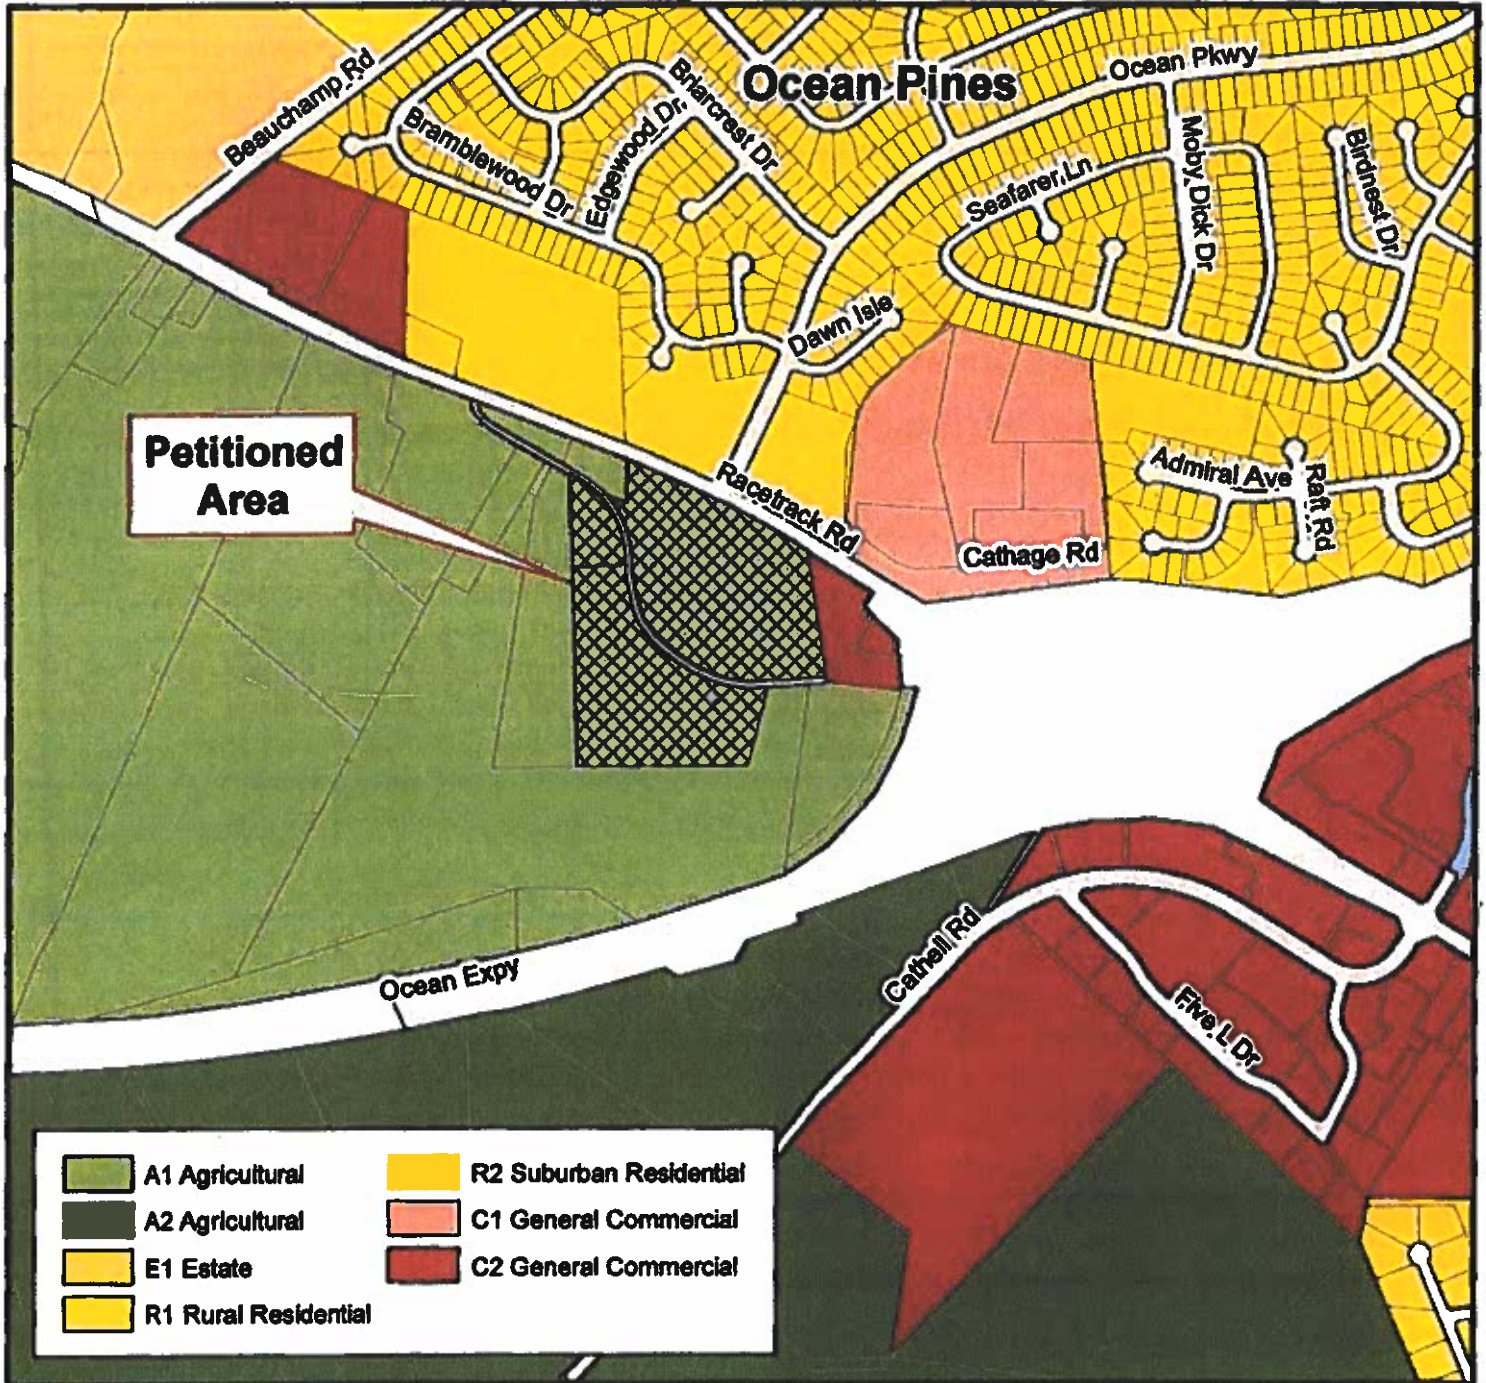 Ocean Pines
Ocean Pkwy
Beauchamp Rd
Briarcrest Dr
Bramblewood Dr
Edgewood Dr
Seafarer Ln
Moby Dick Dr
Birdnest Dr
Dawn Isle
Petitioned
Area
Racetrack Rd
Admiral Ave
Raft Rd
Cathage Rd
Cathell Rd
Ocean Expy
Five L Dr
A1 Agricultural
A2 Agricultural
E1 Estate
R1 Rural Residential
R2 Suburban Residential
C1 General Commercial
C2 General Commercial